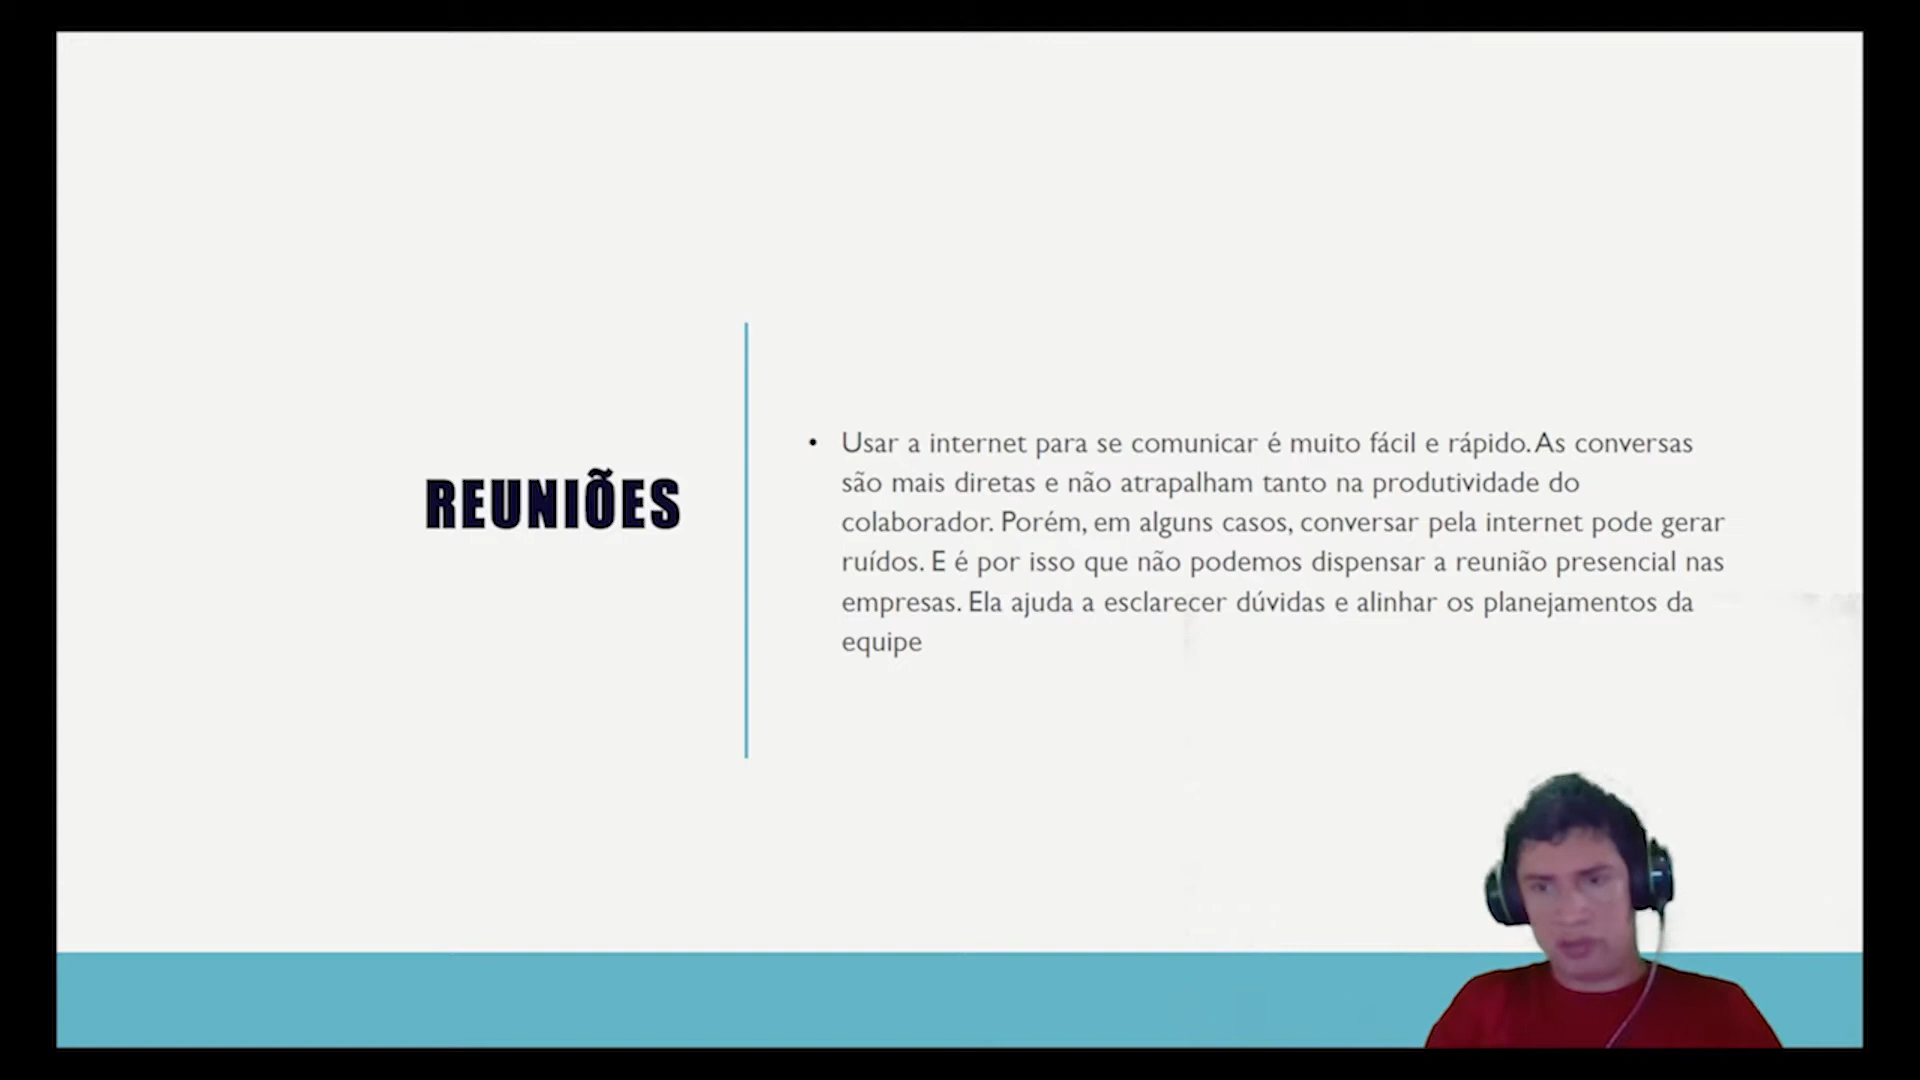 REUNIÕES
• Usar a internet para se comunicar é muito fácil e rápido. As conversas
são mais diretas e não atrapalham tanto na produtividade do
colaborador. Porém, em alguns casos, conversar pela internet pode gerar
ruídos. E é por isso que não podemos dispensar a reunião presencial nas
empresas. Ela ajuda a esclarecer dúvidas e alinhar os planejamentos da
equipe